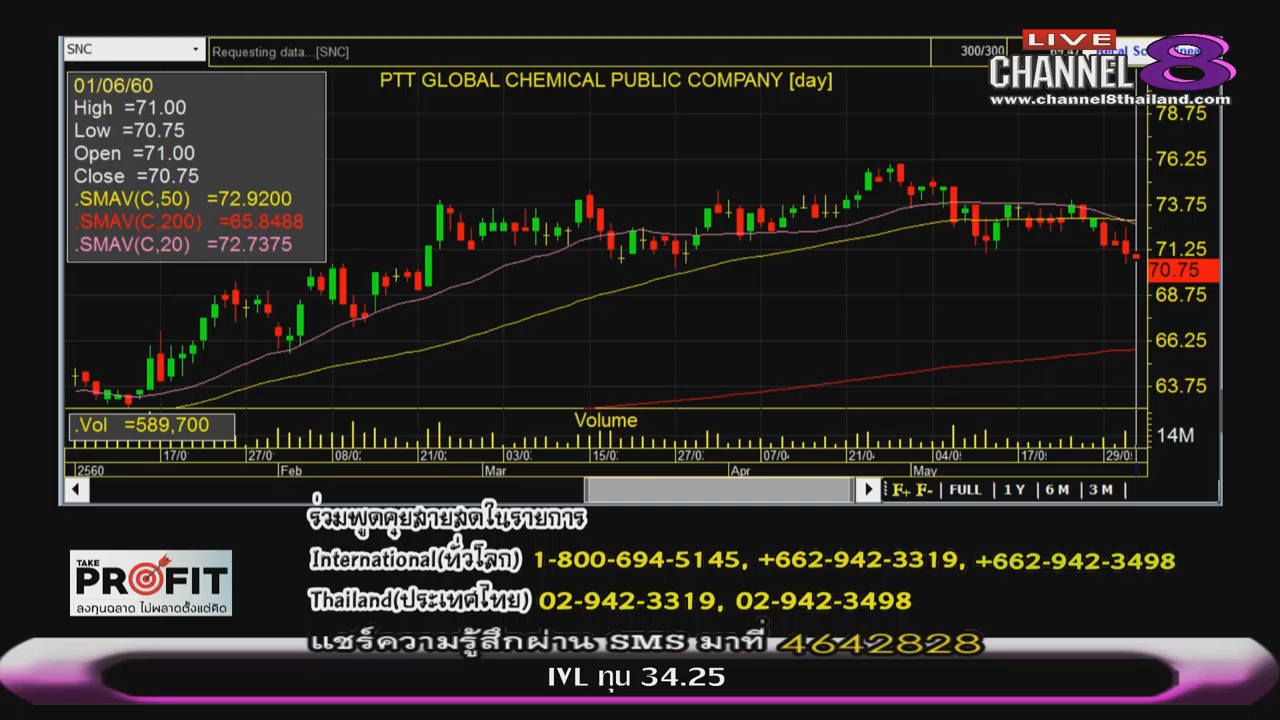 SNC
Requesting data...[SNC]
300/300
LIVE
CHANNEL 8
www.channel8thailand.com
PTT GLOBAL CHEMICAL PUBLIC COMPANY [day]
01/06/60
High =71.00
Low =70.75
Open =71.00
Close =70.75
.SMAV(C,50) =72.9200
.SMAV(C,200) =65.8488
.SMAV(C,20) =72.7375
78.75
76.25
73.75
71.25
70.75
68.75
66.25
63.75
.Vol =589,700
Volume
14M
17/0 27/0 08/0 21/0 03/0 15/0 27/0 07/0 21/0 04/0 17/0 29/0
2560 Feb Mar Apr May
F+ F- | FULL | 1 Y | 6 M | 3 M |
ร่วมพูดคุยสายสดในรายการ
International(ทั่วโลก) 1-800-694-5145, +662-942-3319, +662-942-3498
TAKE
PROFIT
ลงทุนฉลาด ไม่พลาดตั้งแต่คิด
Thailand(ประเทศไทย) 02-942-3319, 02-942-3498
แชร์ความรู้สึกผ่าน SMS มาที่ 4642828
IVL ทุน 34.25